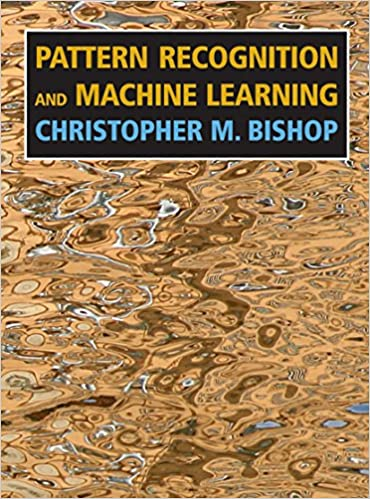 PATTERN RECOGNITION
AND MACHINE LEARNING
CHRISTOPHER M. BISHOP